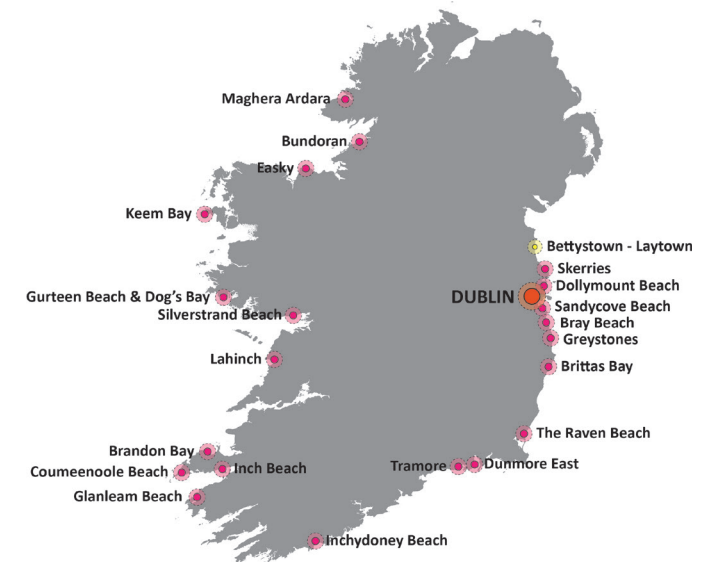 Maghera Ardara
Bundoran
Easky
Keem Bay
Bettystown - Laytown
Skerries
Dollymount Beach
Gurteen Beach & Dog's Bay
DUBLIN
Sandycove Beach
Silverstrand Beach
Bray Beach
Greystones
Lahinch
Brittas Bay
The Raven Beach
Brandon Bay
Tramore
Dunmore East
Coumeenoole Beach
Inch Beach
Glanleam Beach
Inchydoney Beach